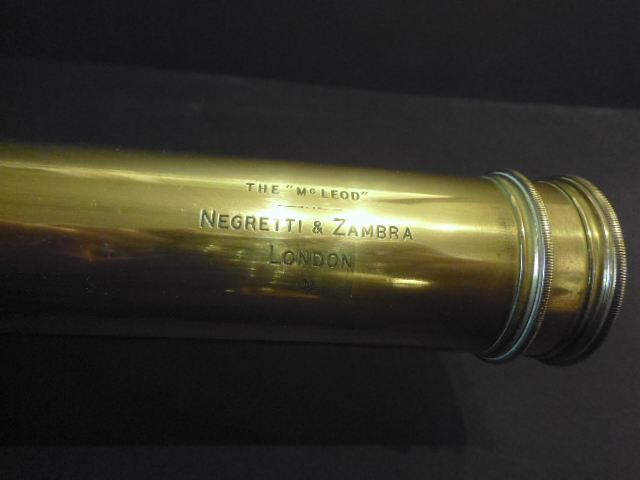 THE "McLEOD"
NEGRETTI & ZAMBRA
LONDON